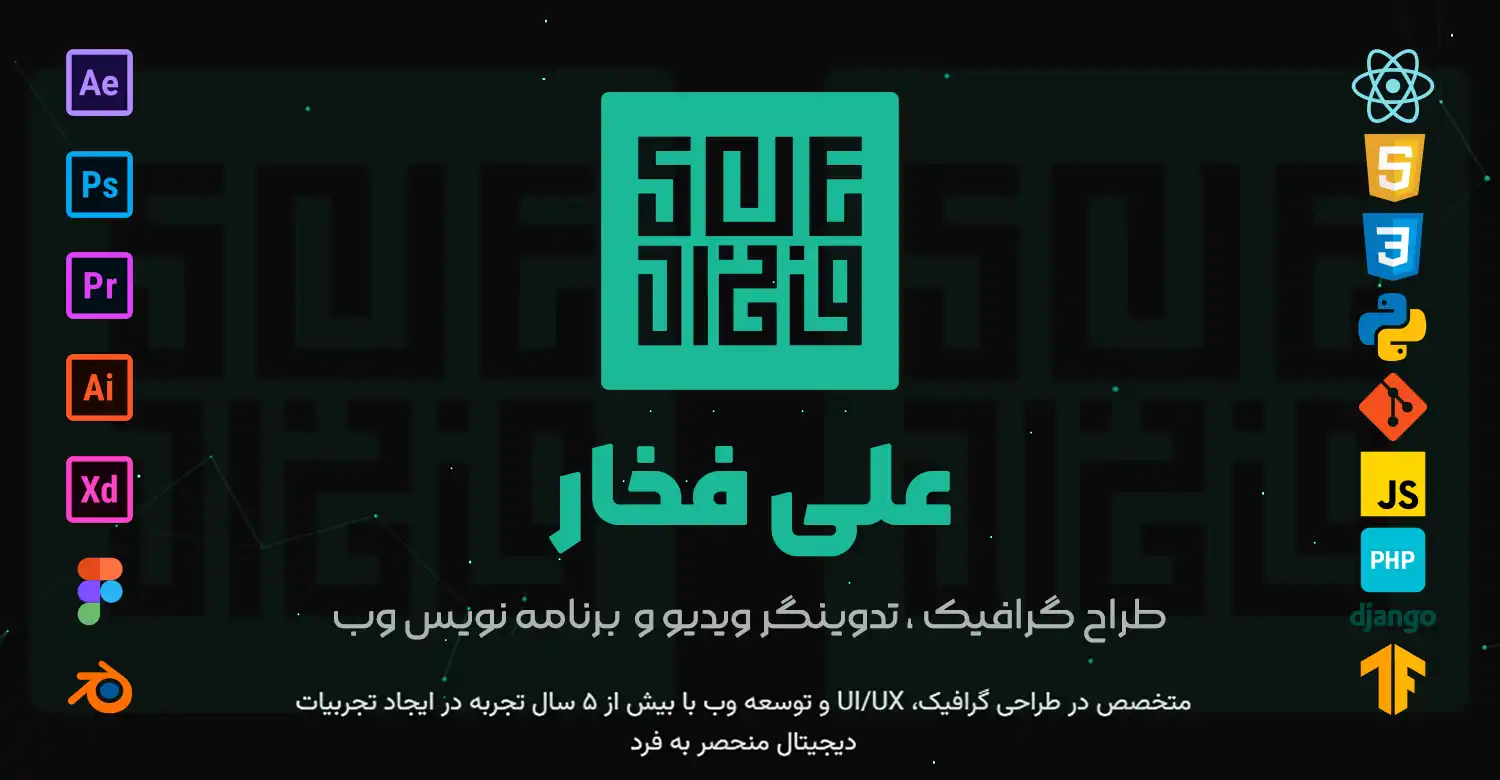 Ae
Ps
Pr
Ai
Xd
علی فخار
طراح گرافیک ، تدوینگر ویدیو و برنامه نویس وب
متخصص در طراحی گرافیک، UI/UX و توسعه وب با بیش از ۵ سال تجربه در ایجاد تجربیات
دیجیتال منحصر به فرد
5
3
JS
PHP
django